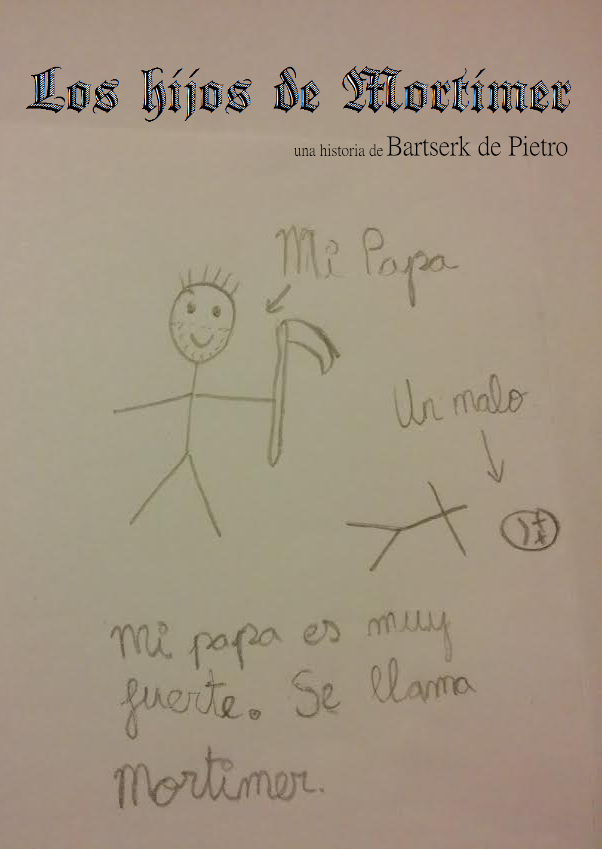 Los hijos de Mortimer
una historia de Bartserk de Pietro
Mi Papa
Un malo
Mi papa es muy
fuerte. Se llama
Mortimer.